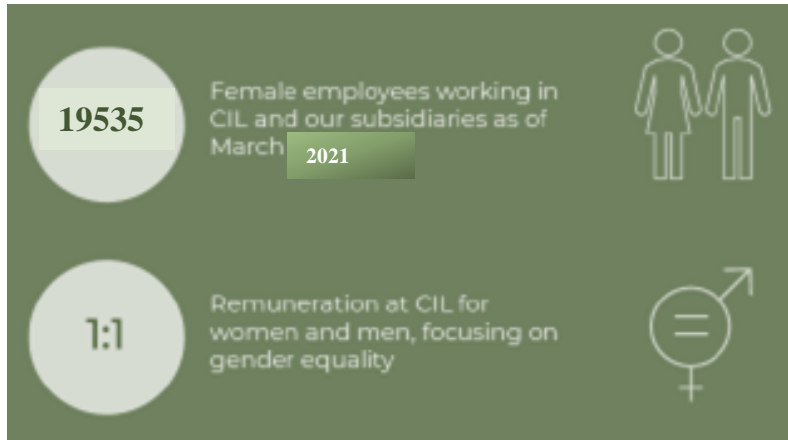 19535
Female employees working in
CIL and our subsidiaries as of
March 2021
1:1
Remuneration at CIL for
women and men, focusing on
gender equality